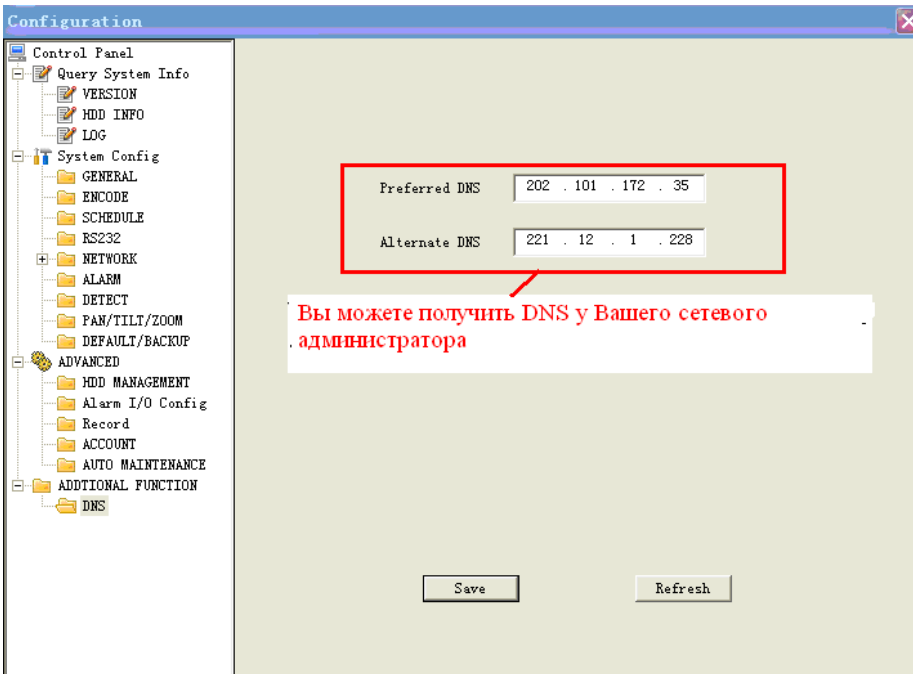 Configuration
Control Panel
Query System Info
VERSION
HDD INFO
LOG
System Config
GENERAL
ENCODE
SCHEDULE
RS232
NETWORK
ALARM
DETECT
PAN/TILT/ZOOM
DEFAULT/BACKUP
ADVANCED
HDD MANAGEMENT
Alarm I/O Config
Record
ACCOUNT
AUTO MAINTENANCE
ADDTIONAL FUNCTION
DNS
Preferred DNS 202 . 101 . 172 . 35
Alternate DNS 221 . 12 . 1 . 228
Вы можете получить DNS у Вашего сетевого
администратора
Save Refresh